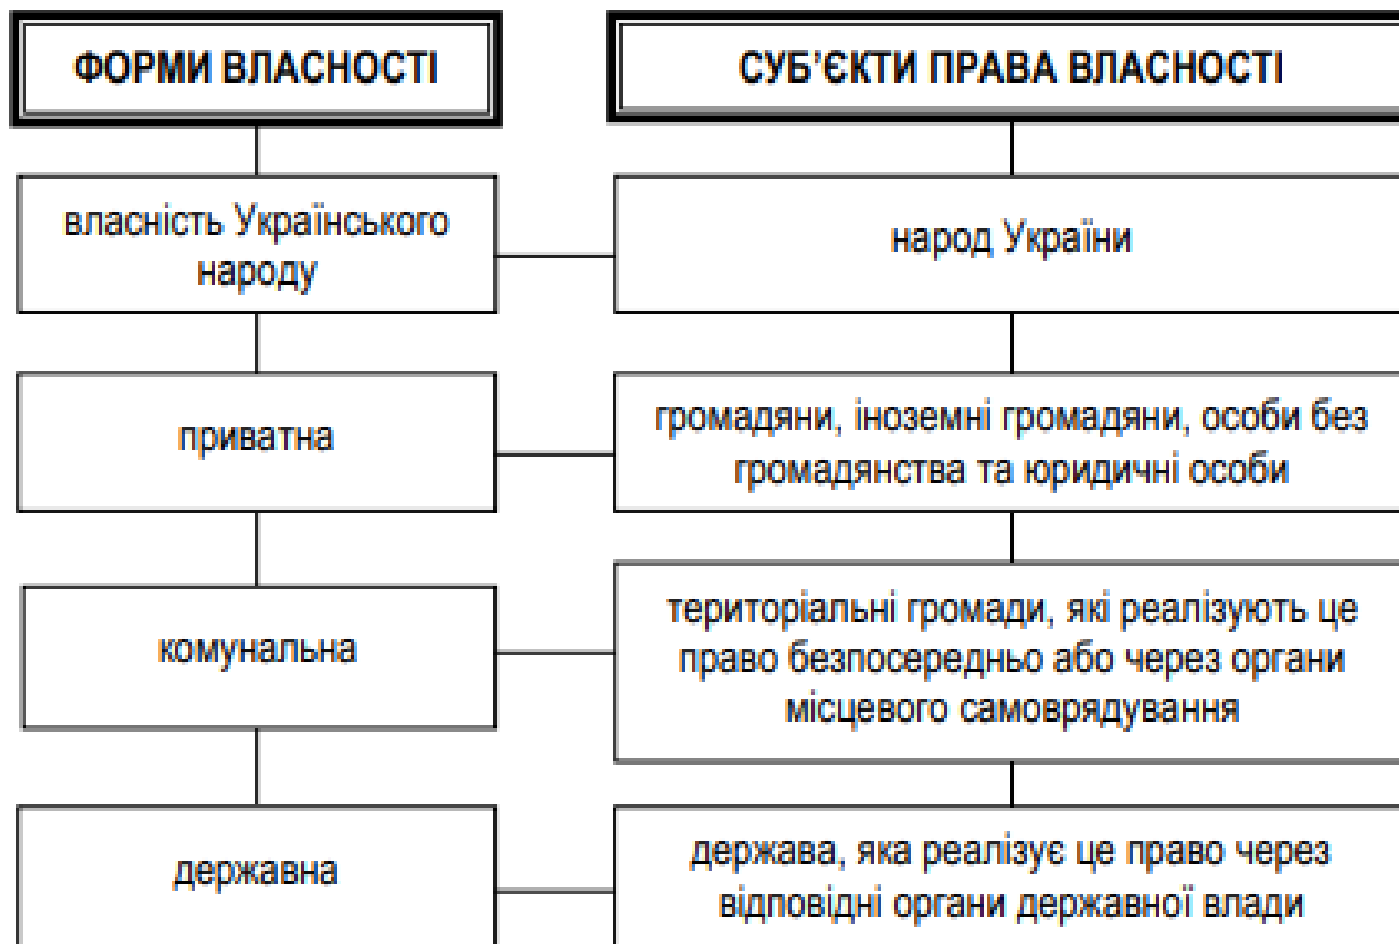 ФОРМИ ВЛАСНОСТІ
СУБ’ЄКТИ ПРАВА ВЛАСНОСТІ
власність Українського
народу
народ України
приватна
громадяни, іноземні громадяни, особи без
громадянства та юридичні особи
комунальна
територіальні громади, які реалізують це
право безпосередньо або через органи
місцевого самоврядування
державна
держава, яка реалізує це право через
відповідні органи державної влади